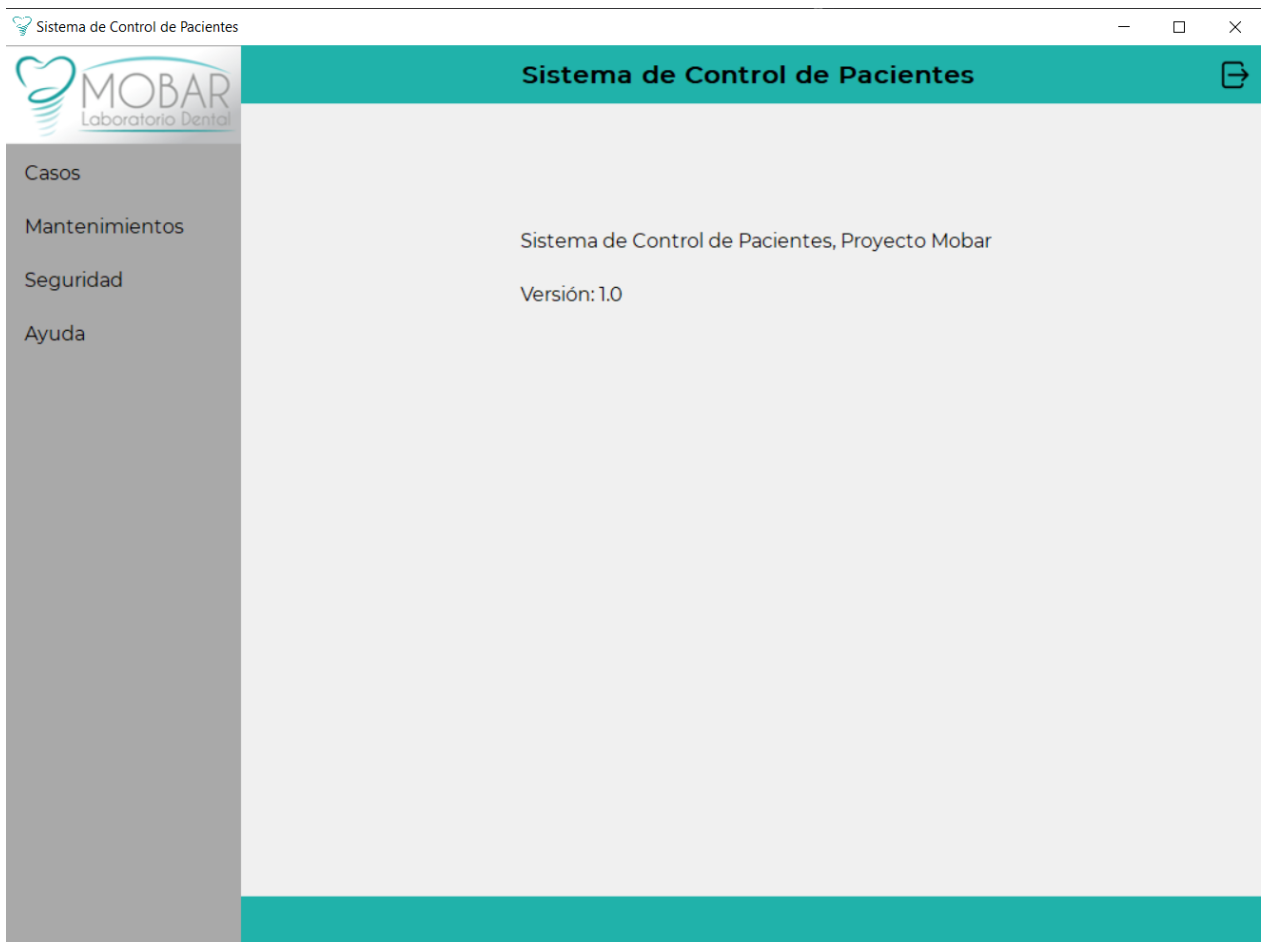 Sistema de Control de Pacientes
MOBAR
Laboratorio Dental
Sistema de Control de Pacientes
Casos
Mantenimientos
Seguridad
Ayuda
Sistema de Control de Pacientes, Proyecto Mobar
Versión: 1.0